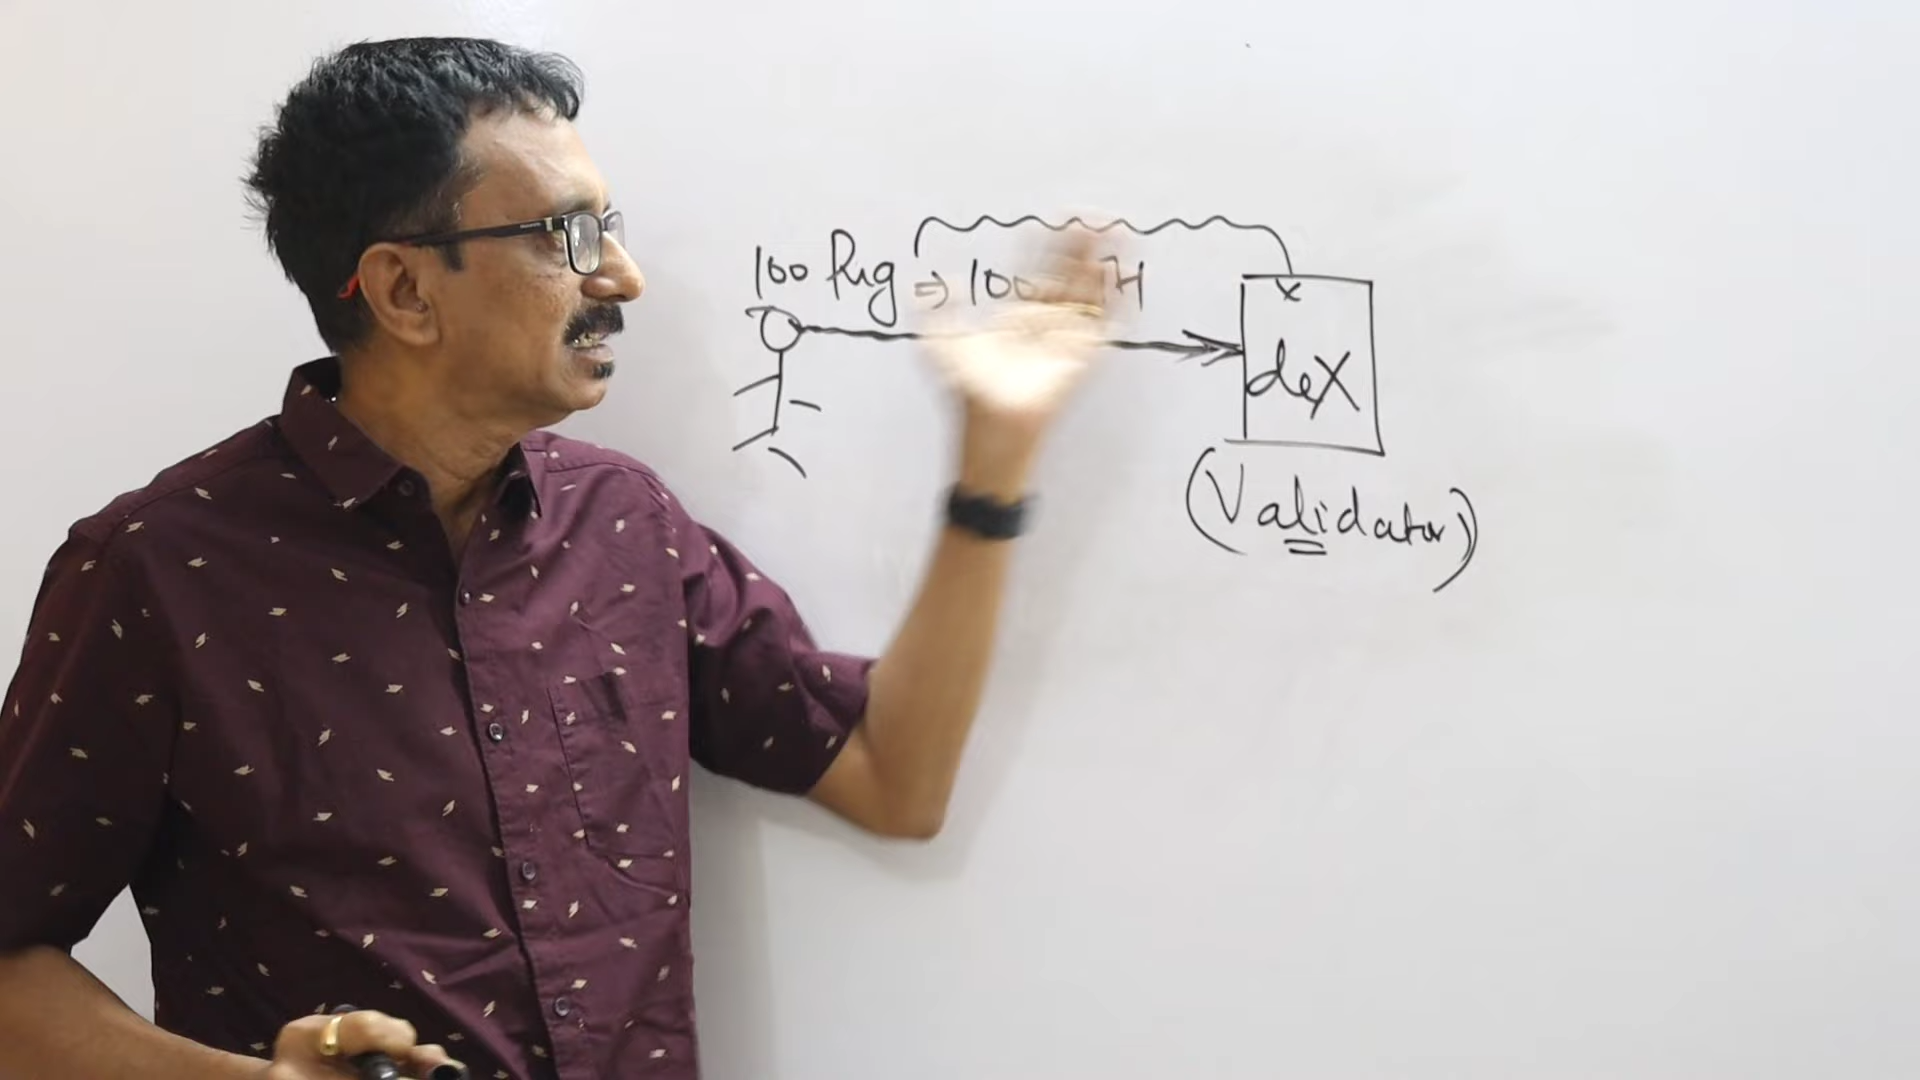 100 Rug ⇒ 100
x
dex
(Validator)